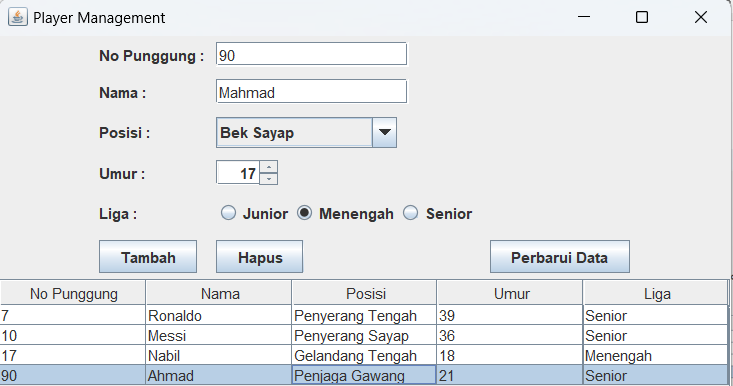 Player Management
No Punggung : 90
Nama : Mahmad
Posisi : Bek Sayap
Umur : 17
Liga : Junior Menengah Senior
Tambah Hapus Perbarui Data
No Punggung Nama Posisi Umur Liga
7 Ronaldo Penyerang Tengah 39 Senior
10 Messi Penyerang Sayap 36 Senior
17 Nabil Gelandang Tengah 18 Menengah
90 Ahmad Penjaga Gawang 21 Senior